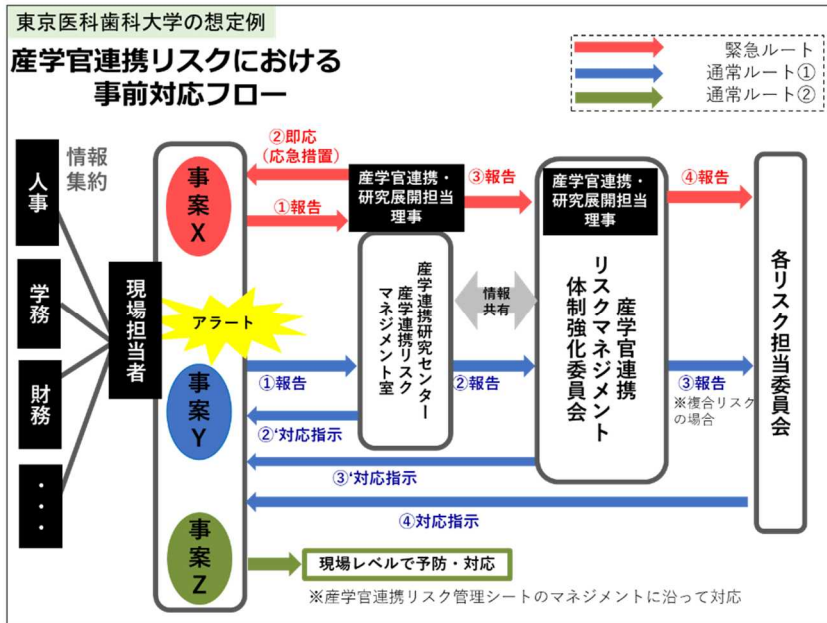 東京医科歯科大学の想定例
産学官連携リスクにおける
事前対応フロー
緊急ルート
通常ルート①
通常ルート②
人事
学務
財務
・・・
情報
集約
現場担当者
アラート
事案X
事案Y
事案Z
②即応
(応急措置)
①報告
産学官連携・
研究展開担当
理事
③報告
産学官連携・
研究展開担当
理事
④報告
産学連携研究センター
産学連携リスク
マネジメント室
情報
共有
産学官連携
リスクマネジメント
体制強化委員会
各リスク担当委員会
①報告
②報告
③報告
※複合リスク
の場合
②‘対応指示
③‘対応指示
④対応指示
現場レベルで予防・対応
※産学官連携リスク管理シートのマネジメントに沿って対応